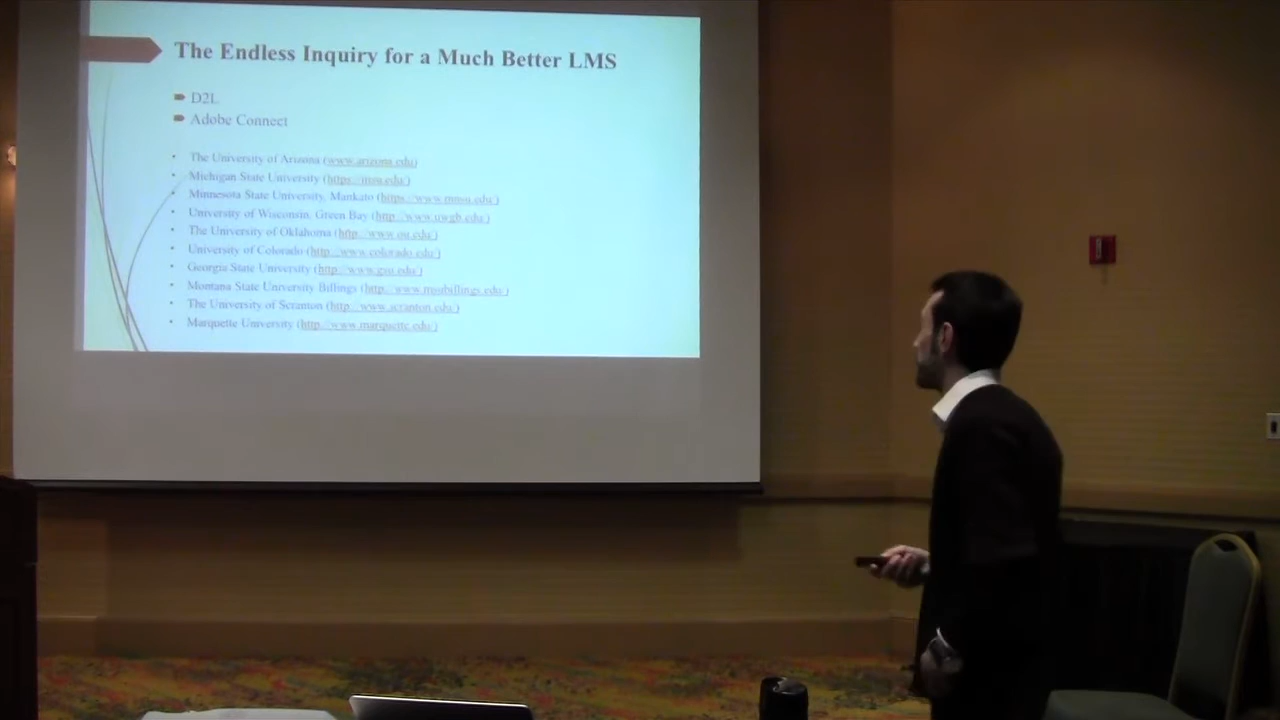 The Endless Inquiry for a Much Better LMS
D2L
Adobe Connect
The University of Arizona (www.arizona.edu)
Michigan State University (https://msu.edu/)
Minnesota State University, Mankato (https://www.mnsu.edu/)
University of Wisconsin, Green Bay (http://www.uwgb.edu/)
The University of Oklahoma (http://www.ou.edu/)
University of Colorado (http://www.colorado.edu/)
Georgia State University (http://www.gsu.edu/)
Montana State University Billings (http://www.msubillings.edu/)
The University of Scranton (http://www.scranton.edu/)
Marquette University (http://www.marquette.edu/)